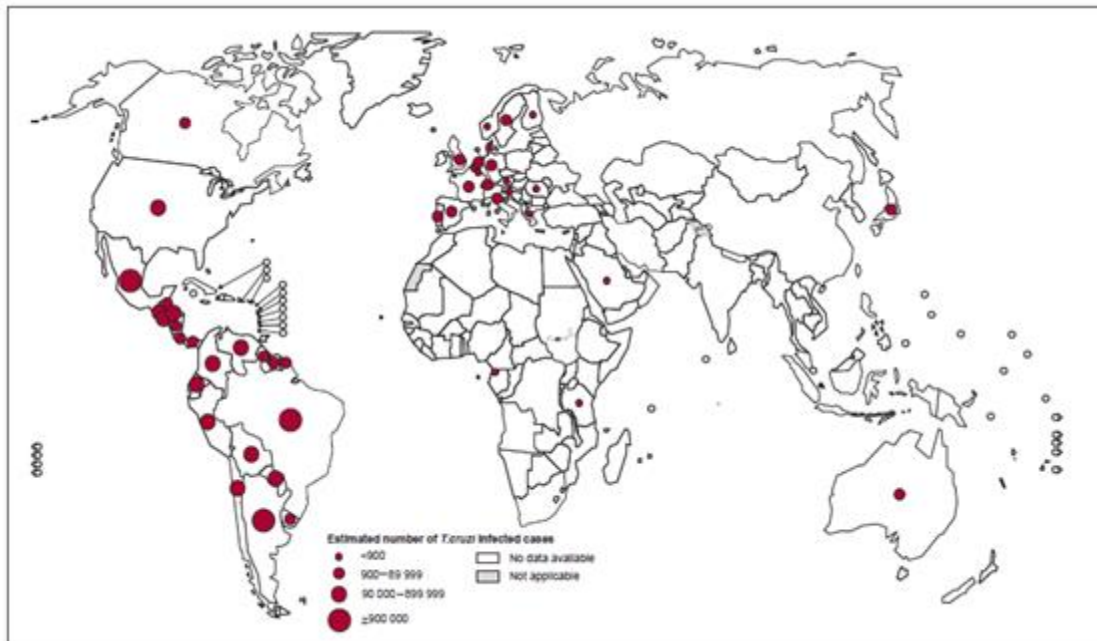 Estimated number of T.cruzi infected cases
<900
900–89 999
90 000–899 999
≥900 000
No data available
Not applicable